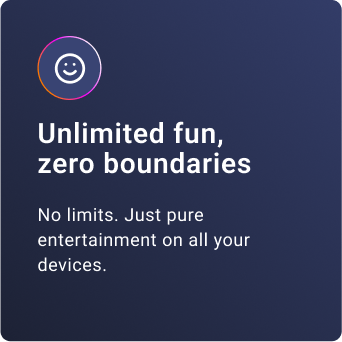 Unlimited fun,
zero boundaries
No limits. Just pure
entertainment on all your
devices.